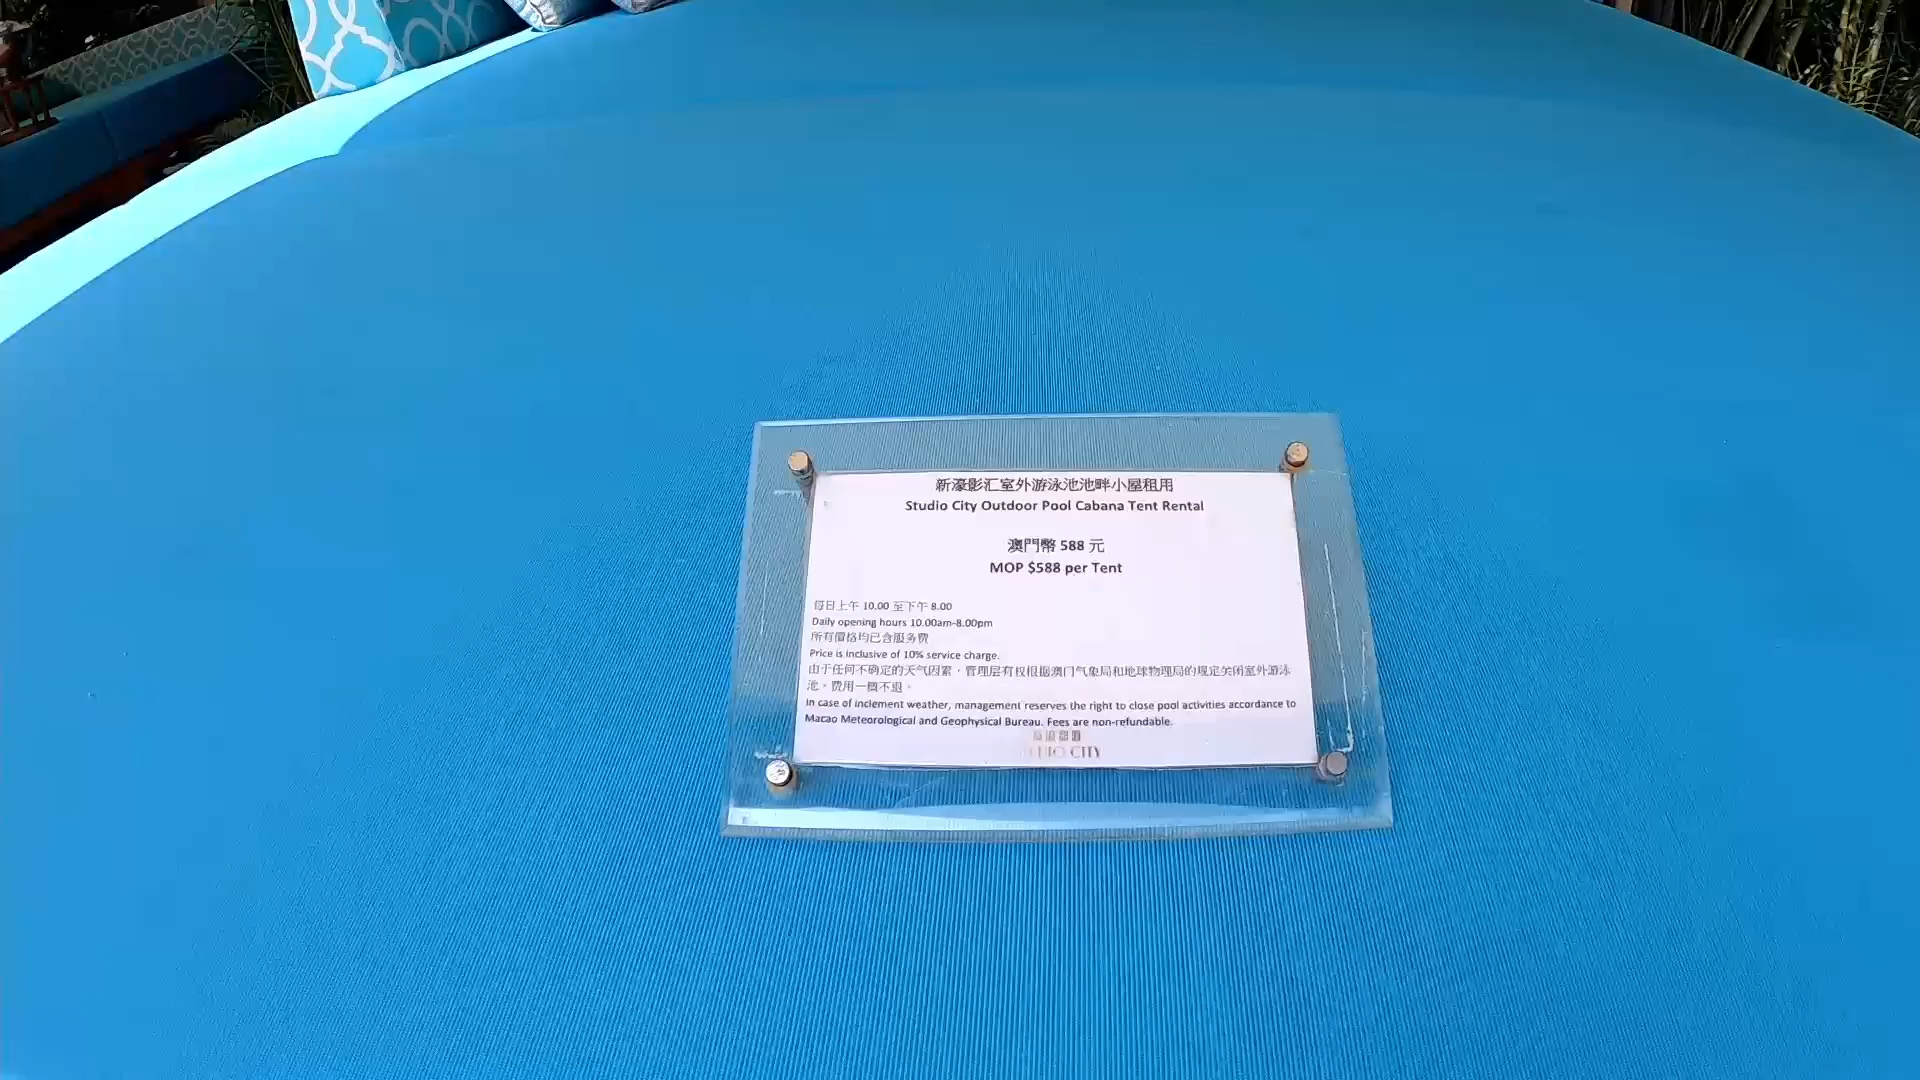 新濠影汇室外游泳池池畔小屋租用
Studio City Outdoor Pool Cabana Tent Rental
澳門幣 588 元
MOP $588 per Tent
每日上午 10.00 至下午 8.00
Daily opening hours 10.00am-8.00pm
所有價格均已含服务费
Price is inclusive of 10% service charge.
由于任何不确定的天气因素，管理层有权根据澳门气象局和地球物理局的规定关闭室外游泳
池。费用一概不退。
In case of inclement weather, management reserves the right to close pool activities accordance to
Macao Meteorological and Geophysical Bureau. Fees are non-refundable.
CITY